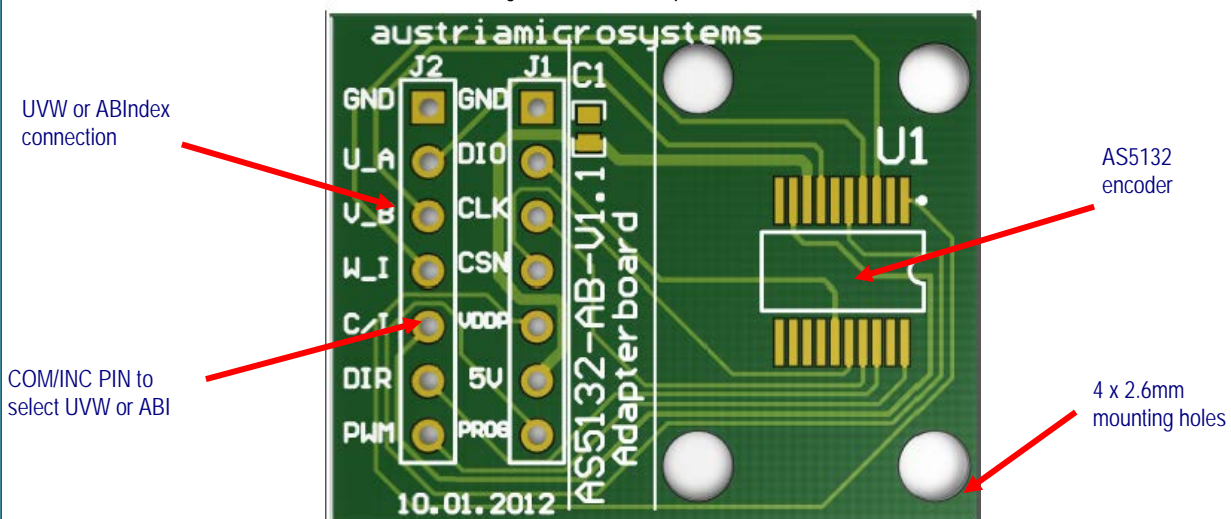 UVW or ABIndex
connection
COM/INC PIN to
select UVW or ABI
austriamicrosystems
J2
J1
C1
GND
GND
U_A
DIO
V_B
CLK
W_I
CSN
C/I
VDDP
DIR
5V
PWM
PROG
10.01.2012
AS5132-AB-V1.1
Adapterboard
U1
AS5132
encoder
4 x 2.6mm
mounting holes